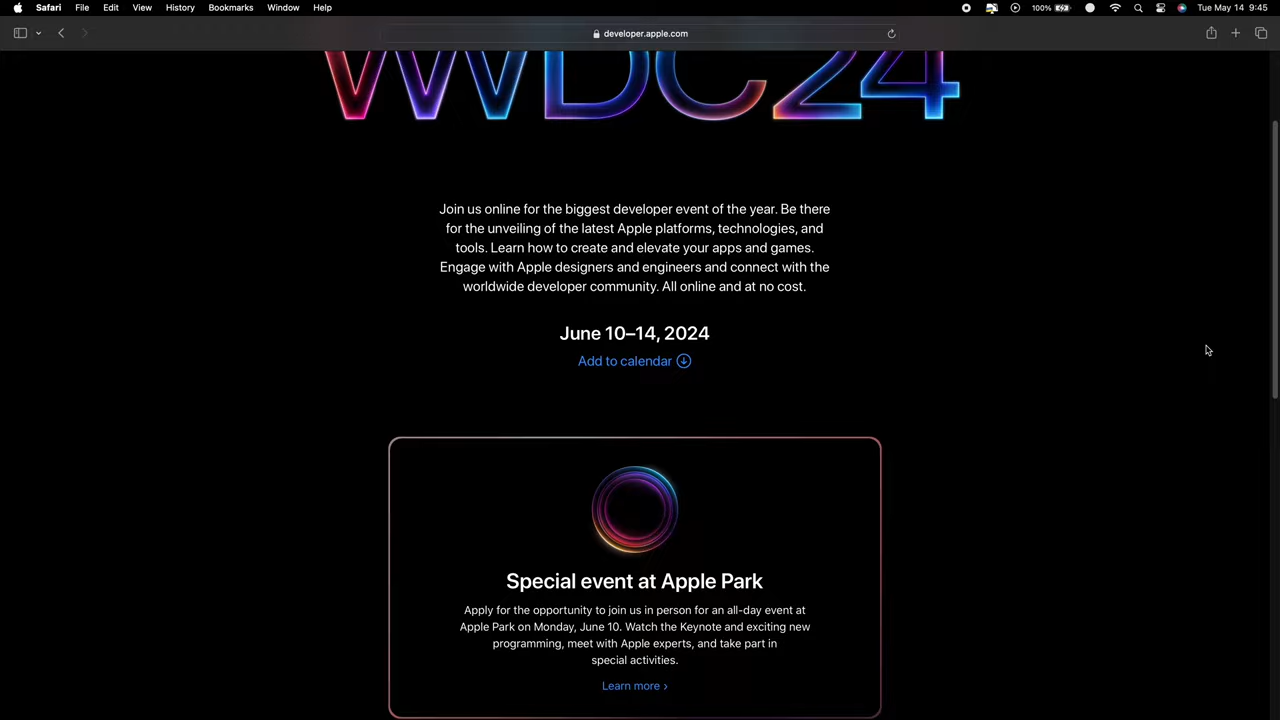 Safari File Edit View History Bookmarks Window Help 100% Tue May 14 9:45
developer.apple.com
WWDC24
Join us online for the biggest developer event of the year. Be there
for the unveiling of the latest Apple platforms, technologies, and
tools. Learn how to create and elevate your apps and games.
Engage with Apple designers and engineers and connect with the
worldwide developer community. All online and at no cost.
June 10–14, 2024
Add to calendar
Special event at Apple Park
Apply for the opportunity to join us in person for an all-day event at
Apple Park on Monday, June 10. Watch the Keynote and exciting new
programming, meet with Apple experts, and take part in
special activities.
Learn more ›